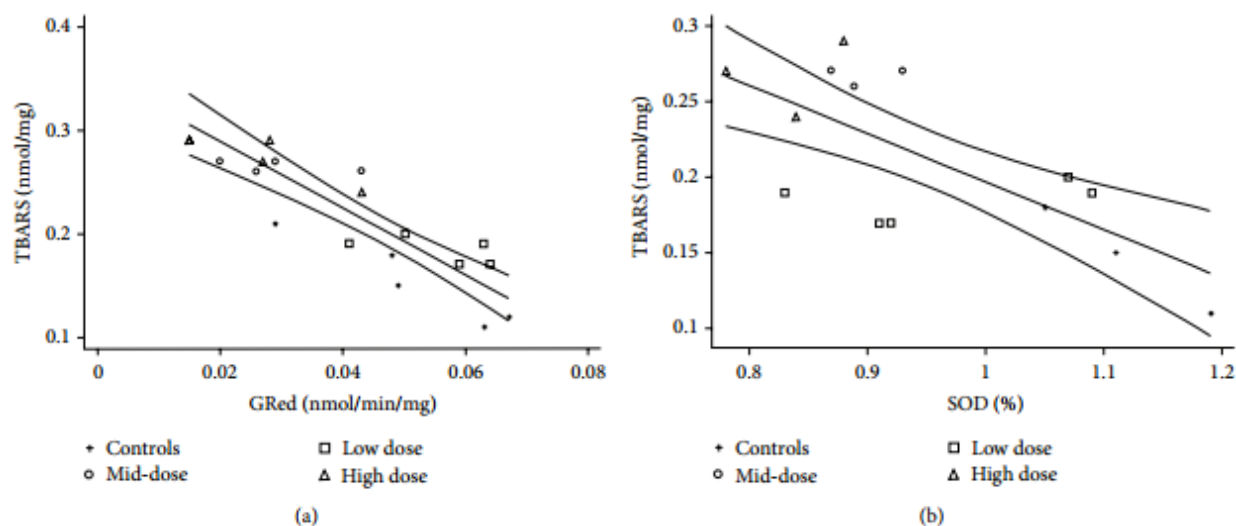 0.4
0.3
0.2
0.1
TBARS (nmol/mg)
0
0.02
0.04
0.06
0.08
GRed (nmol/min/mg)
Controls
Low dose
Mid-dose
High dose
(a)
0.3
0.25
0.2
0.15
0.1
TBARS (nmol/mg)
0.8
0.9
1
1.1
1.2
SOD (%)
Controls
Low dose
Mid-dose
High dose
(b)